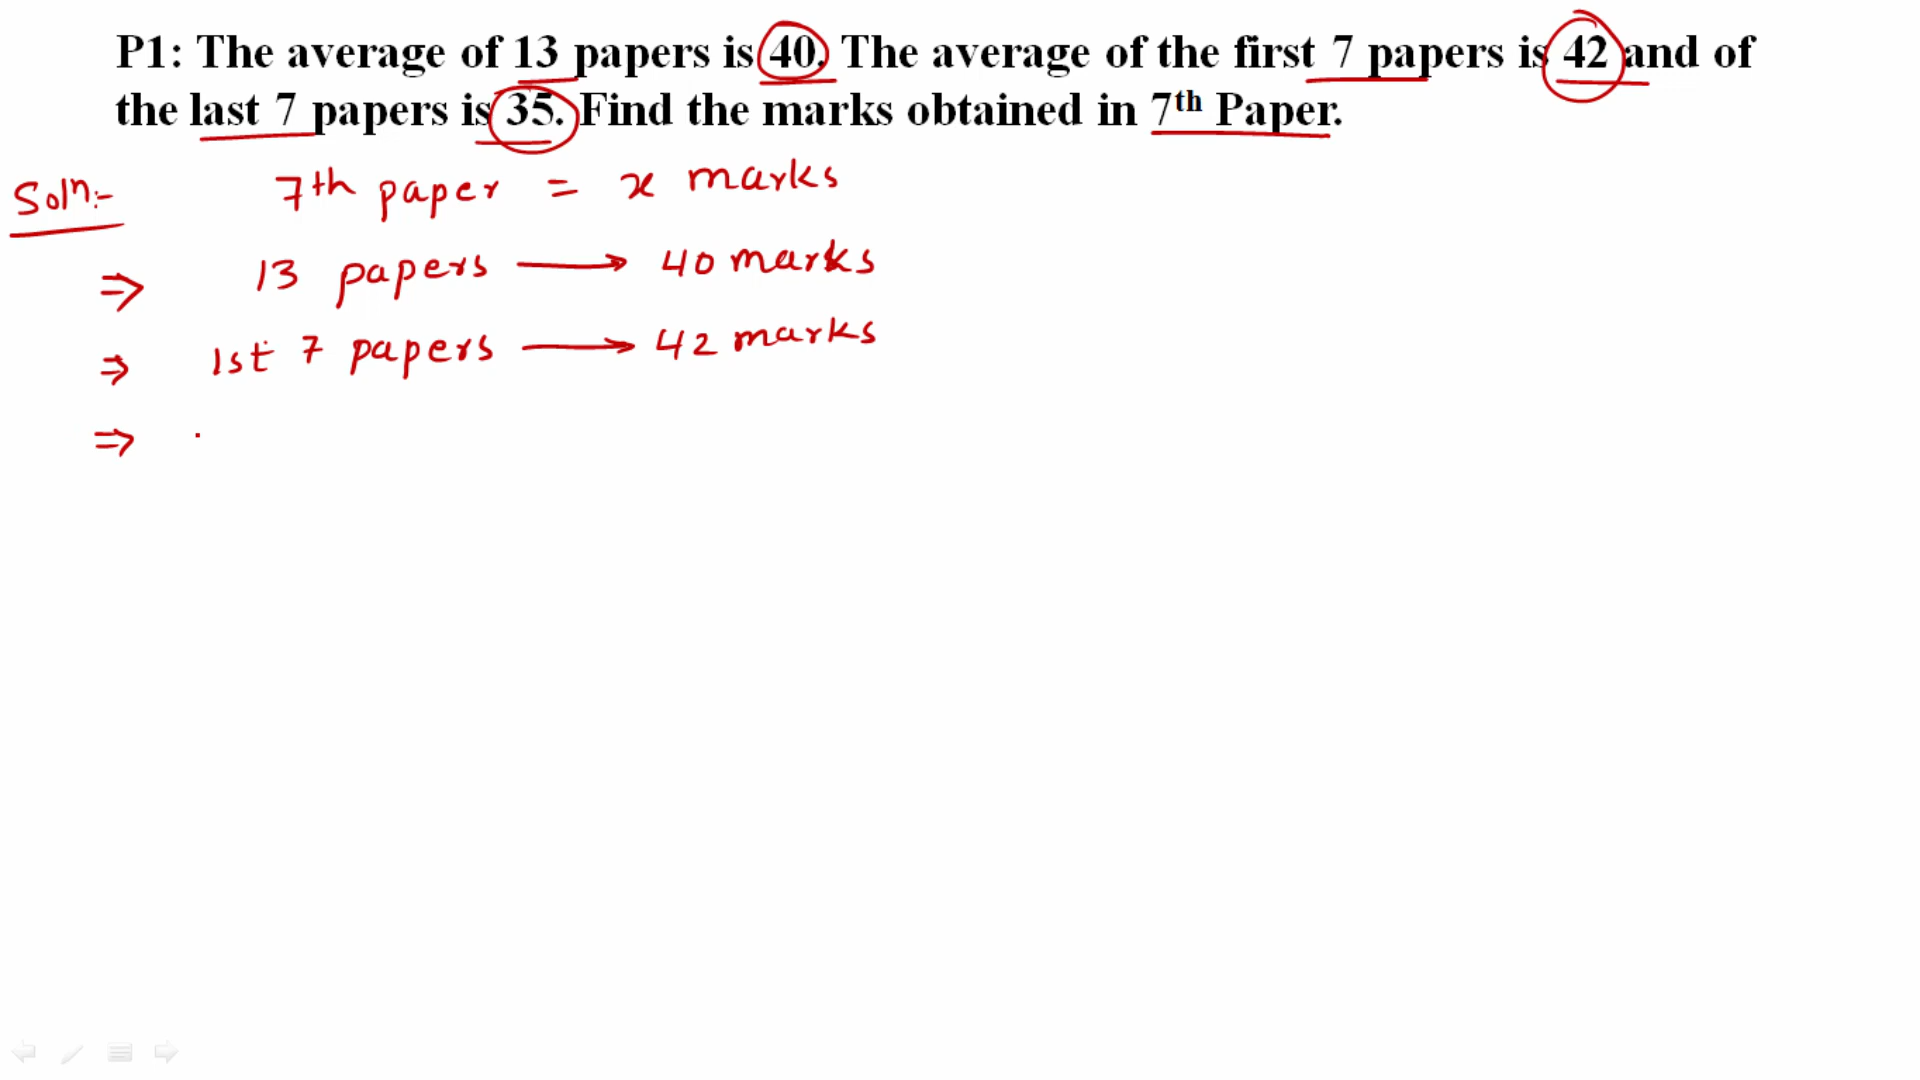 P1: The average of 13 papers is 40. The average of the first 7 papers is 42 and of
the last 7 papers is 35. Find the marks obtained in 7th Paper.
Soln:- 7th paper = x marks
⇒ 13 papers → 40 marks
⇒ 1st 7 papers → 42 marks
⇒